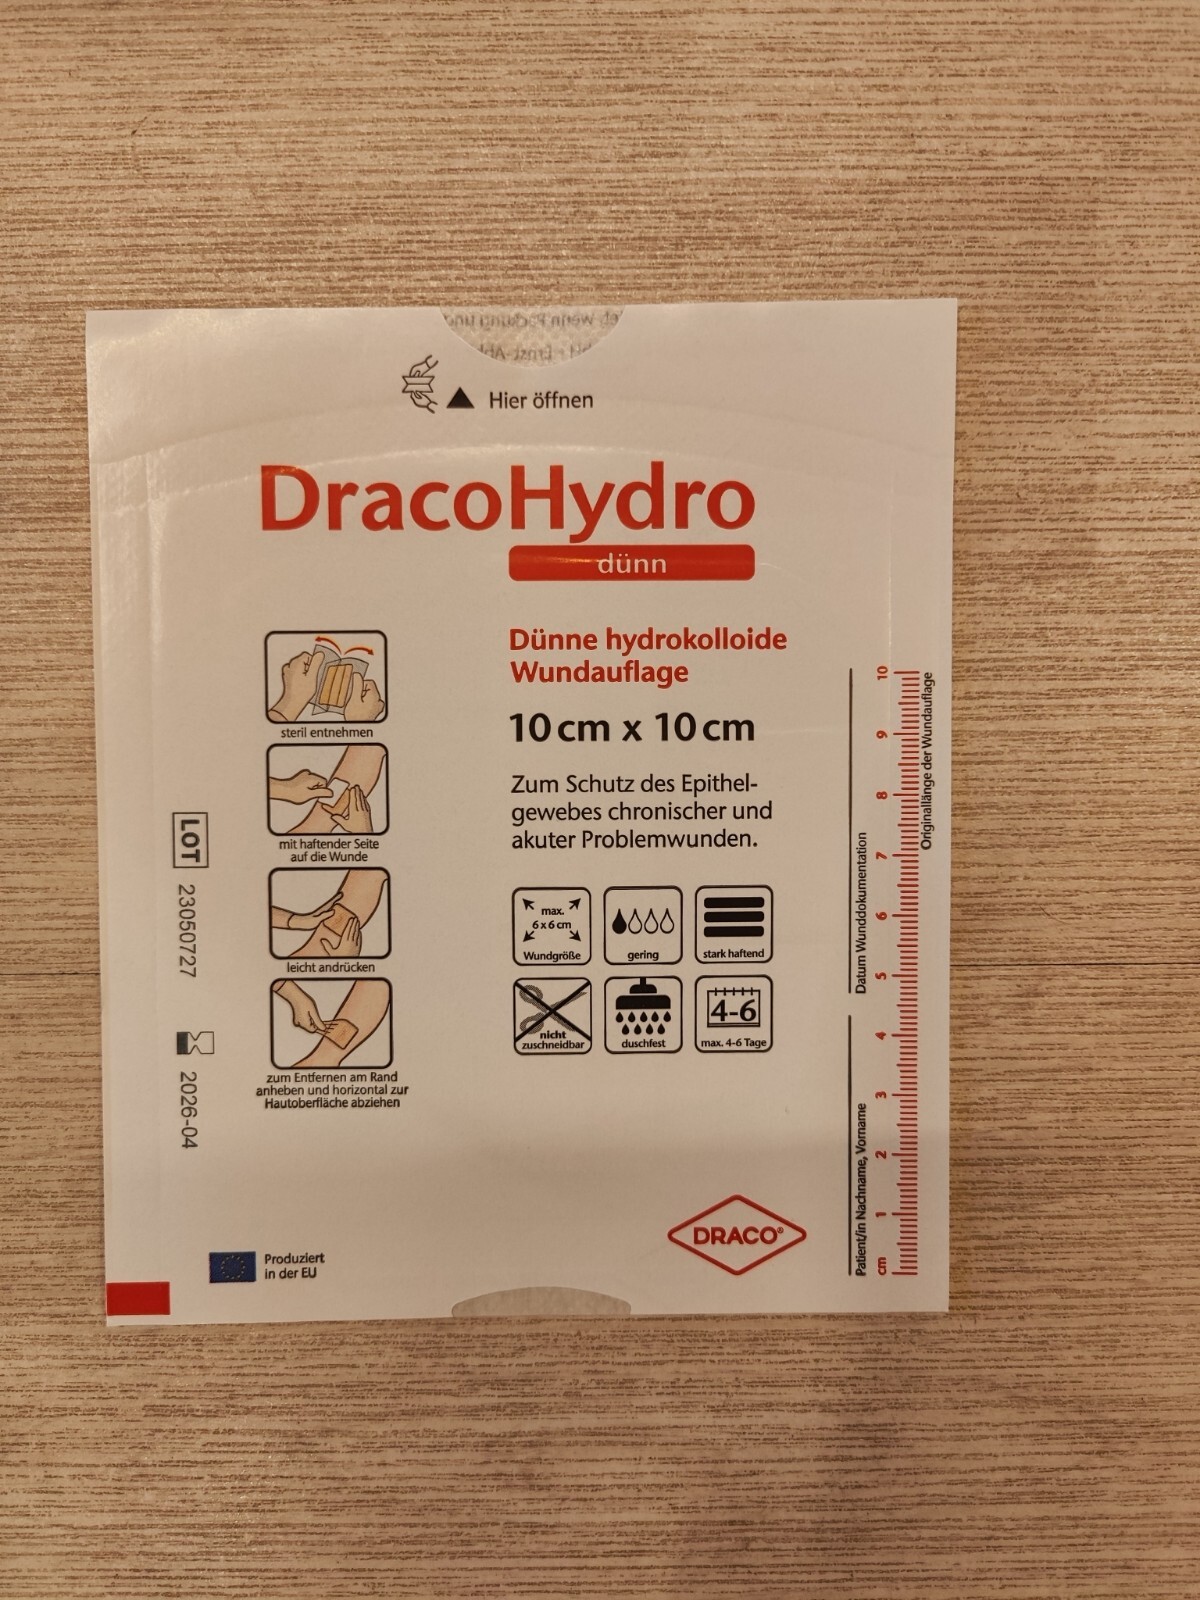 Hier öffnen
DracoHydro
dünn
Dünne hydrokolloide
Wundauflage
10 cm x 10 cm
Zum Schutz des Epithel-
gewebes chronischer und
akuter Problemwunden.
steril entnehmen
mit haftender Seite
auf die Wunde
leicht andrücken
zum Entfernen am Rand
anheben und horizontal zur
Hautoberfläche abziehen
max.
6 x 6 cm
Wundgröße
gering
stark haftend
nicht
zuschneidbar
duschfest
4-6
max. 4-6 Tage
LOT
23050727
2026-04
Produziert
in der EU
DRACO®
Patient/in Nachname, Vorname
Datum Wunddokumentation
cm 1 2 3 4 5 6 7 8 9 10
Originallänge der Wundauflage